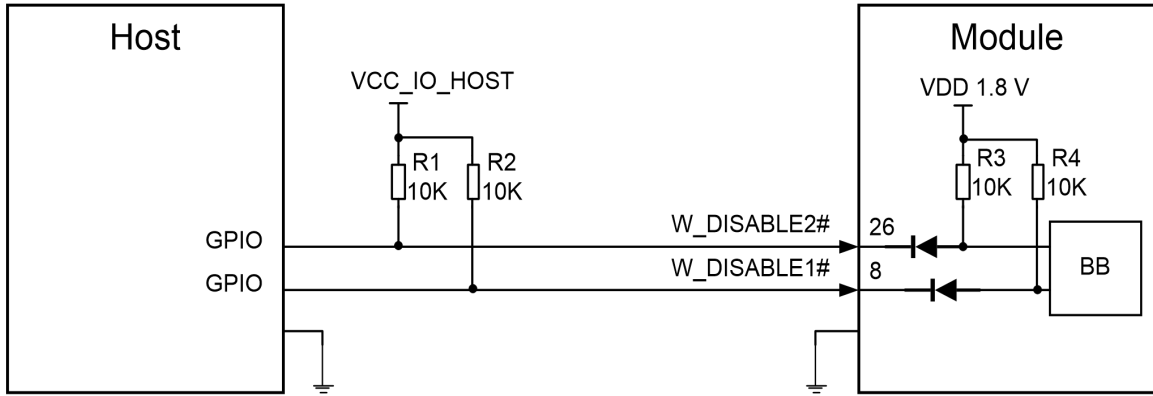 Host
Module
VCC_IO_HOST
VDD 1.8 V
R1
10K
R2
10K
R3
10K
R4
10K
GPIO
W_DISABLE2#
26
GPIO
W_DISABLE1#
8
BB